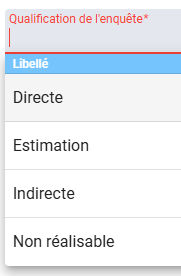 Qualification de l'enquête*
Libellé
Directe
Estimation
Indirecte
Non réalisable